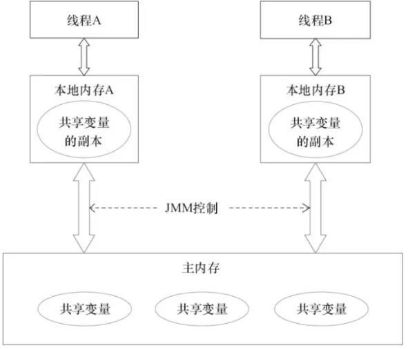 线程A
线程B
本地内存A
本地内存B
共享变量
的副本
共享变量
的副本
JMM控制
主内存
共享变量
共享变量
共享变量